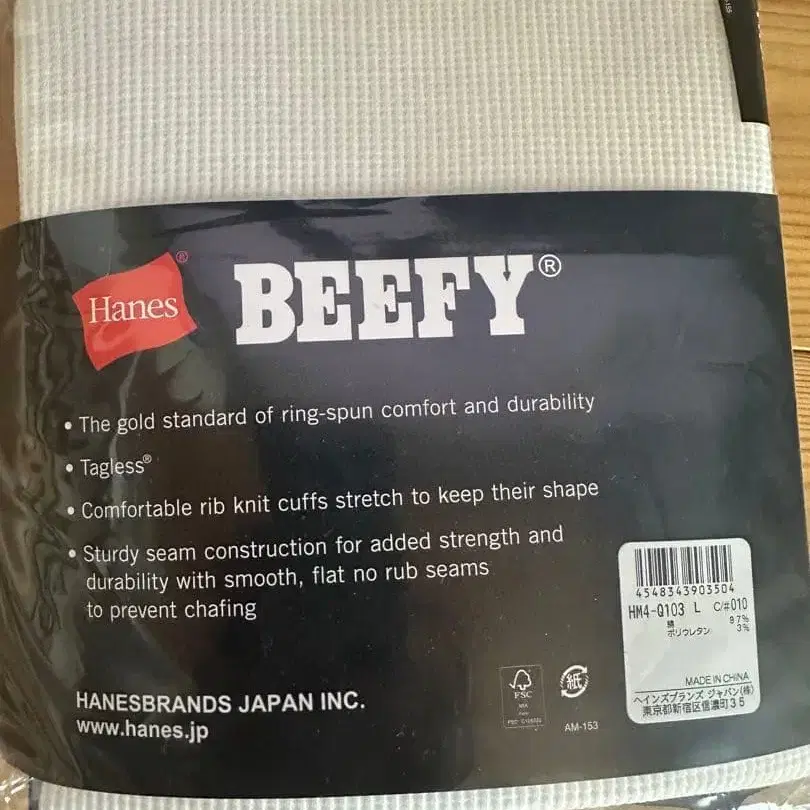 Hanes®
BEEFY®
• The gold standard of ring-spun comfort and durability
• Tagless®
• Comfortable rib knit cuffs stretch to keep their shape
• Sturdy seam construction for added strength and
durability with smooth, flat no rub seams
to prevent chafing
HANESBRANDS JAPAN INC.
www.hanes.jp
FSC
紙
AM-153
4548343903504
HM4-Q103 L C/#010
綿 97%
ポリウレタン 3%
MADE IN CHINA
ヘインズブランズ ジャパン(株)
東京都新宿区信濃町35